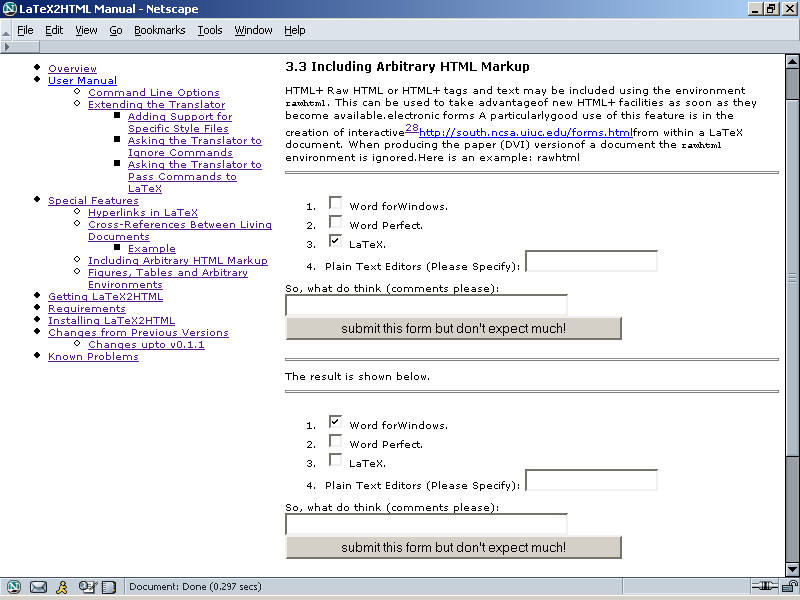 LaTeX2HTML Manual - Netscape
File Edit View Go Bookmarks Tools Window Help
Overview
User Manual
Command Line Options
Extending the Translator
Adding Support for
Specific Style Files
Asking the Translator to
Ignore Commands
Asking the Translator to
Pass Commands to
LaTeX
Special Features
Hyperlinks in LaTeX
Cross-References Between Living
Documents
Example
Including Arbitrary HTML Markup
Figures, Tables and Arbitrary
Environments
Getting LaTeX2HTML
Requirements
Installing LaTeX2HTML
Changes from Previous Versions
Changes upto v0.1.1
Known Problems
3.3 Including Arbitrary HTML Markup
HTML+ Raw HTML or HTML+ tags and text may be included using the environment
rawhtml. This can be used to take advantageof new HTML+ facilities as soon as they
become available.electronic forms A particularlygood use of this feature is in the
creation of interactive28http://south.ncsa.uiuc.edu/forms.htmlfrom within a LaTeX
document. When producing the paper (DVI) versionof a document the rawhtml
environment is ignored.Here is an example: rawhtml
1. Word forWindows.
2. Word Perfect.
3. LaTeX.
4. Plain Text Editors (Please Specify):
So, what do think (comments please):
submit this form but don't expect much!
The result is shown below.
1. Word forWindows.
2. Word Perfect.
3. LaTeX.
4. Plain Text Editors (Please Specify):
So, what do think (comments please):
submit this form but don't expect much!
Document: Done (0.297 secs)